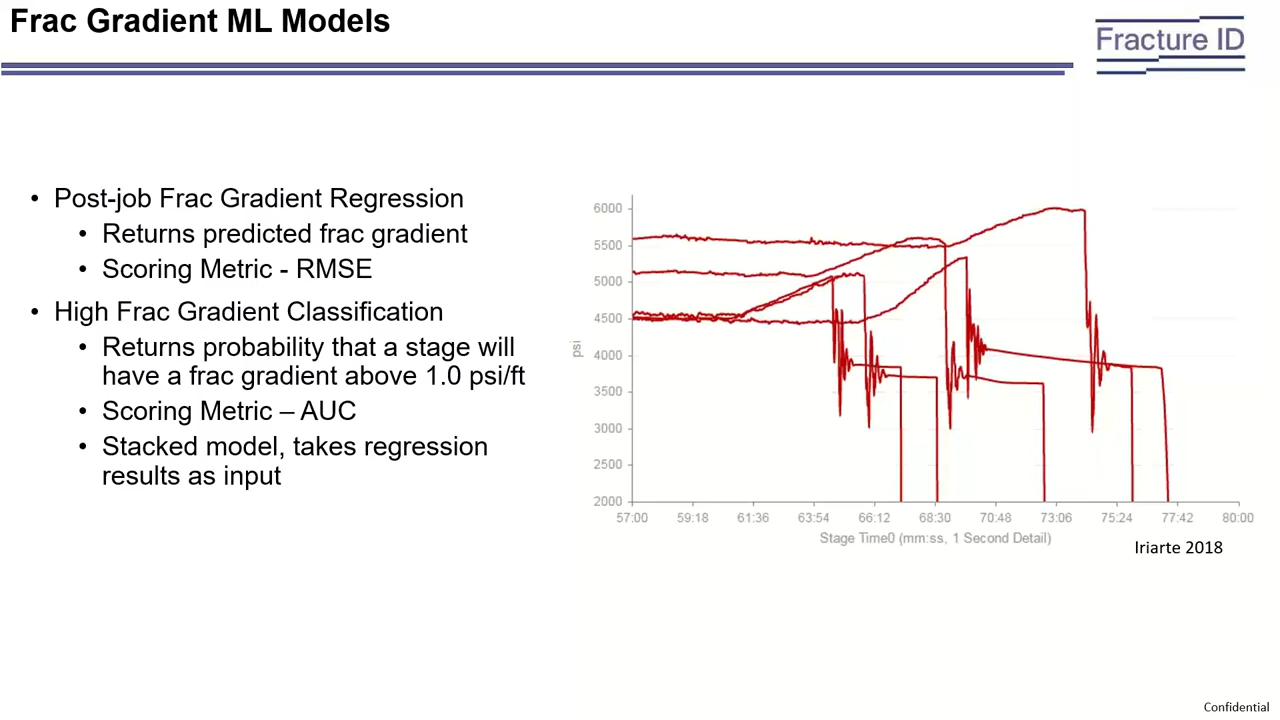 Frac Gradient ML Models
Fracture ID
• Post-job Frac Gradient Regression
• Returns predicted frac gradient
• Scoring Metric - RMSE
• High Frac Gradient Classification
• Returns probability that a stage will
have a frac gradient above 1.0 psi/ft
• Scoring Metric – AUC
• Stacked model, takes regression
results as input
6000
5500
5000
4500
4000
3500
3000
2500
2000
psi
57:00 59:18 61:36 63:54 66:12 68:30 70:48 73:06 75:24 77:42 80:00
Stage Time0 (mm:ss, 1 Second Detail)
Iriarte 2018
Confidential